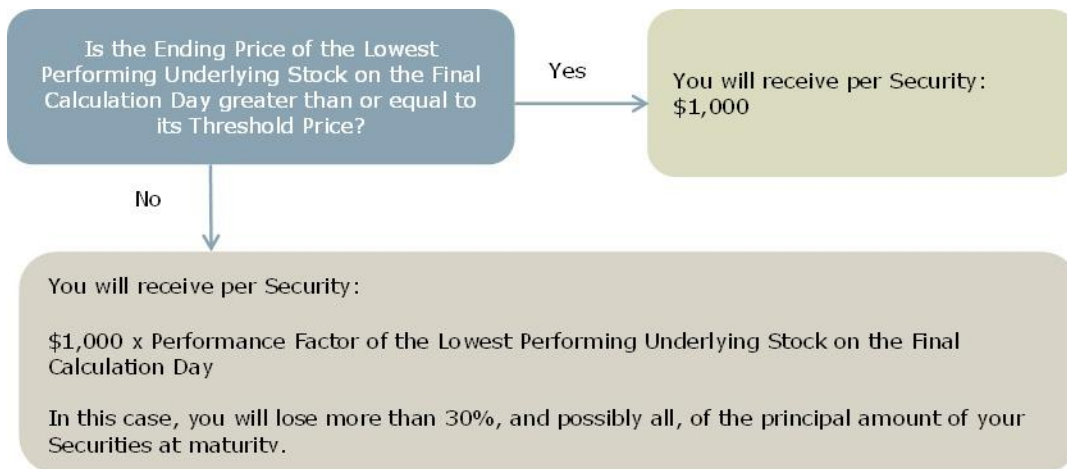 Is the Ending Price of the Lowest
Performing Underlying Stock on the Final
Calculation Day greater than or equal to
its Threshold Price?
Yes
You will receive per Security:
$1,000
No
You will receive per Security:
$1,000 x Performance Factor of the Lowest Performing Underlying Stock on the Final
Calculation Day
In this case, you will lose more than 30%, and possibly all, of the principal amount of your
Securities at maturity.